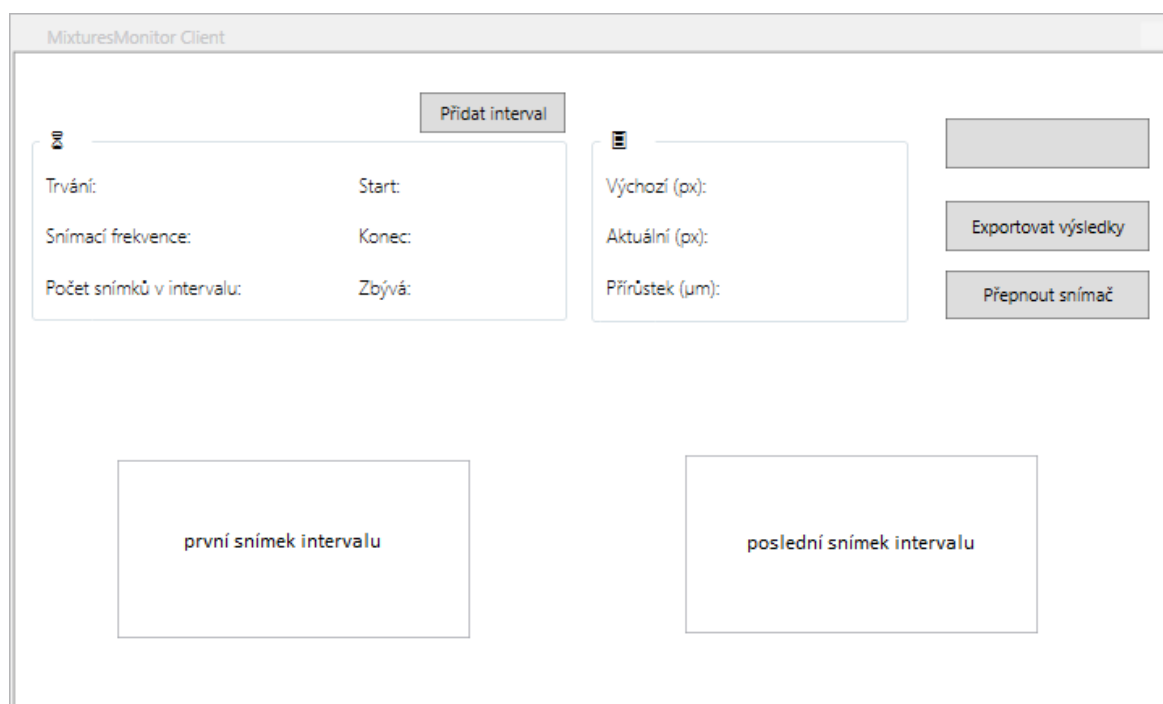 MixturesMonitor Client
Přidat interval
Trvání:
Start:
Snímací frekvence:
Konec:
Počet snímků v intervalu:
Zbývá:
Výchozí (px):
Aktuální (px):
Přírůstek (μm):
Exportovat výsledky
Přepnout snímač
první snímek intervalu
poslední snímek intervalu